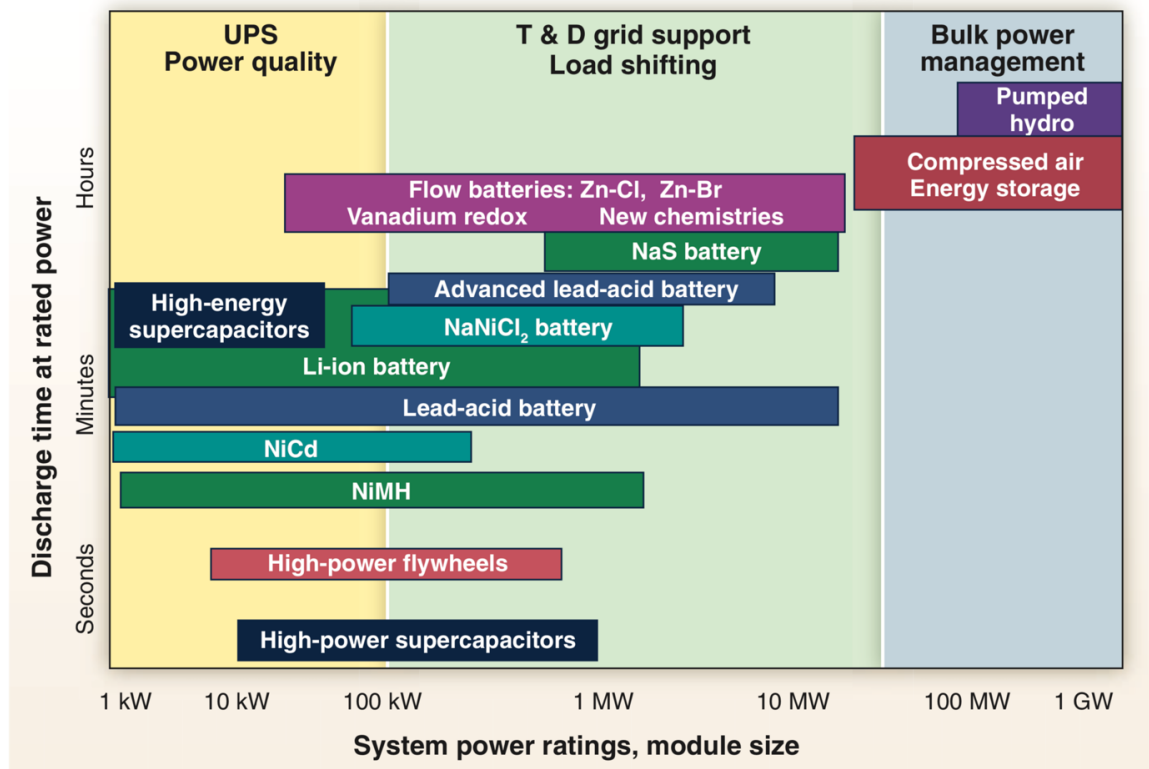 UPS
Power quality
T & D grid support
Load shifting
Bulk power
management
Pumped
hydro
Compressed air
Energy storage
Flow batteries: Zn-Cl, Zn-Br
Vanadium redox New chemistries
NaS battery
Advanced lead-acid battery
High-energy
supercapacitors
NaNiCl₂ battery
Li-ion battery
Lead-acid battery
NiCd
NiMH
High-power flywheels
High-power supercapacitors
Discharge time at rated power
Hours
Minutes
Seconds
1 kW 10 kW 100 kW 1 MW 10 MW 100 MW 1 GW
System power ratings, module size